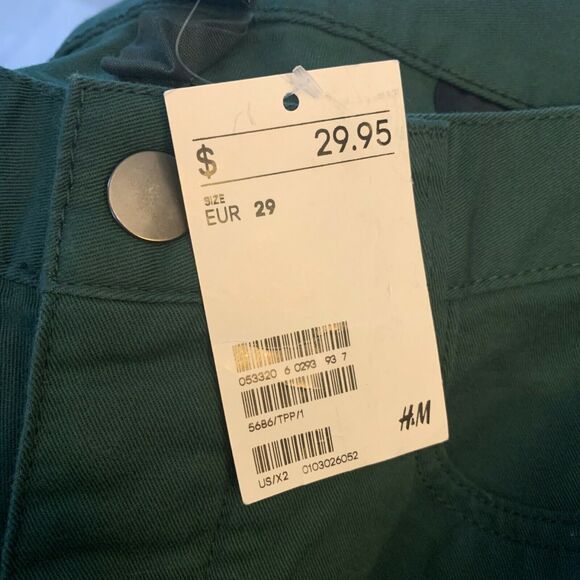 $ 29.95
SIZE
EUR 29
053320 6 0293 93 7
5686/TPP/1
US/X2 0103026052
H&M